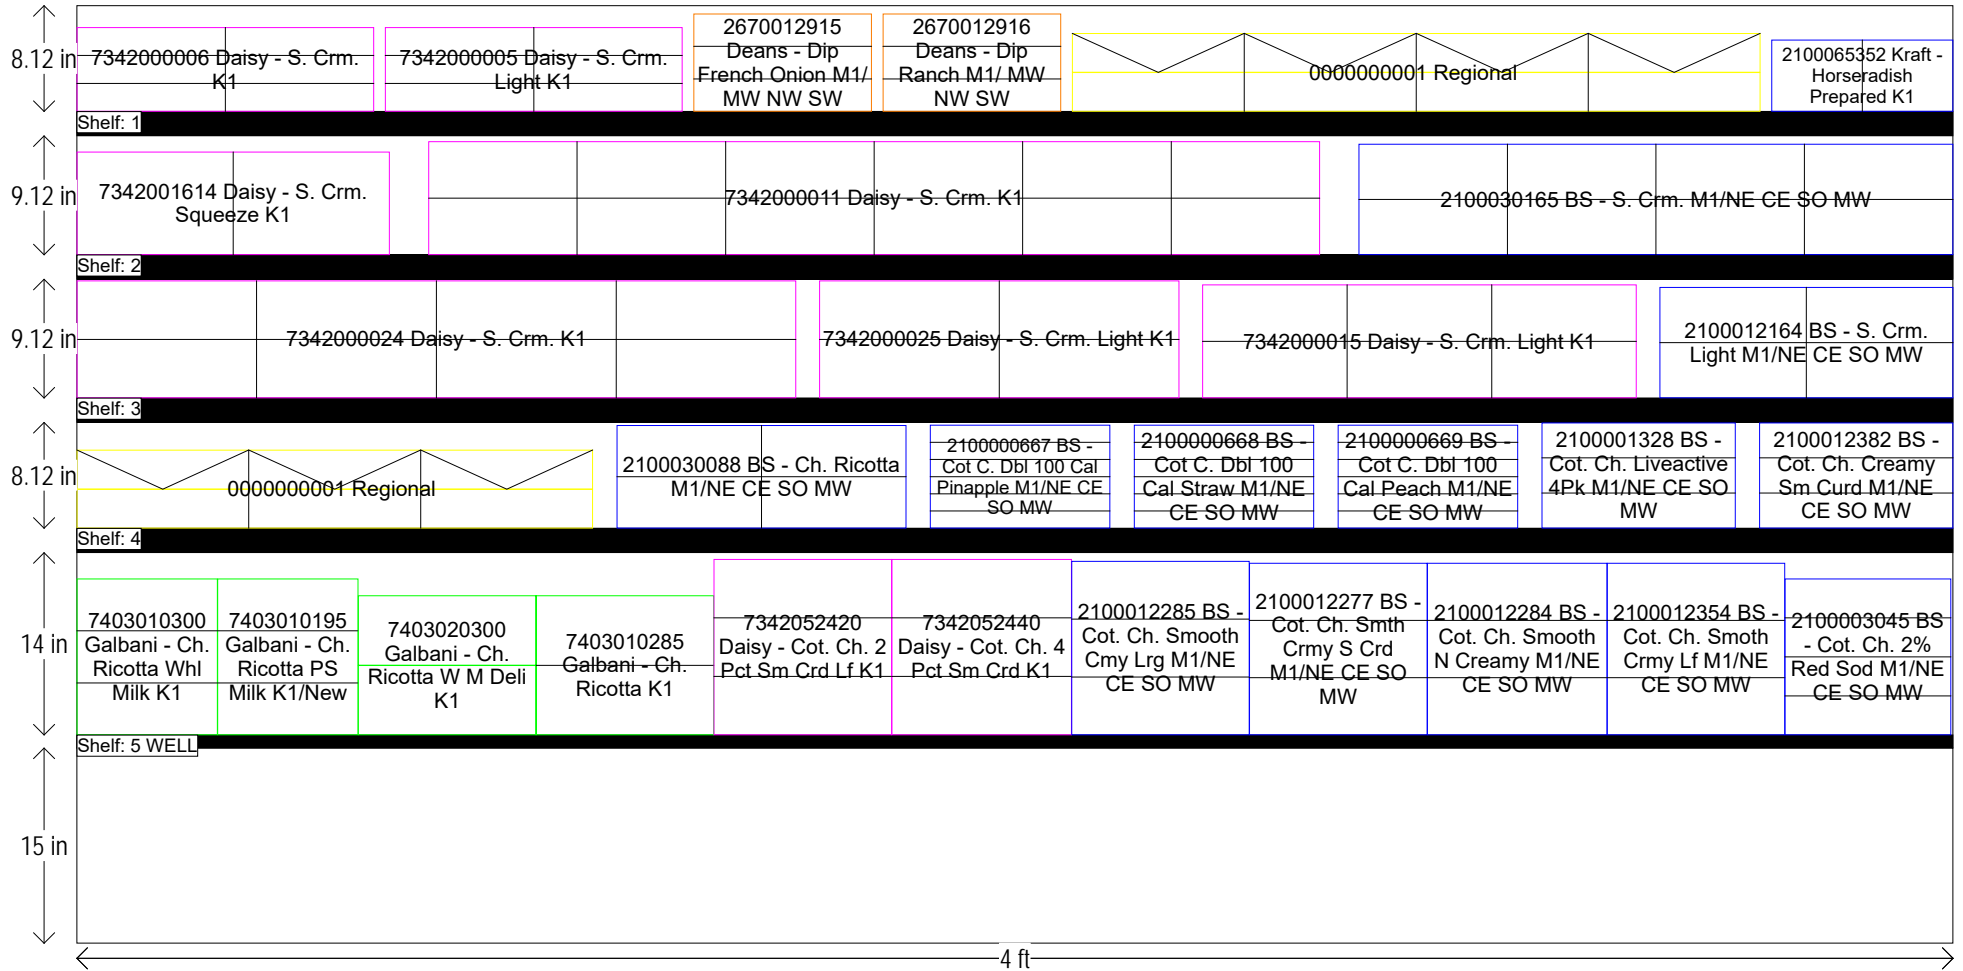 8.12 in
7342000006 Daisy - S. Crm.
K1
7342000005 Daisy - S. Crm.
Light K1
2670012915
Deans - Dip
French Onion M1/
MW NW SW
2670012916
Deans - Dip
Ranch M1/ MW
NW SW
0000000001 Regional
2100065352 Kraft -
Horseradish
Prepared K1
Shelf: 1
9.12 in
7342001614 Daisy - S. Crm.
Squeeze K1
7342000011 Daisy - S. Crm. K1
2100030165 BS - S. Crm. M1/NE CE SO MW
Shelf: 2
9.12 in
7342000024 Daisy - S. Crm. K1
7342000025 Daisy - S. Crm. Light K1
7342000015 Daisy - S. Crm. Light K1
2100012164 BS - S. Crm.
Light M1/NE CE SO MW
Shelf: 3
8.12 in
0000000001 Regional
2100030088 BS - Ch. Ricotta
M1/NE CE SO MW
2100000667 BS -
Cot C. Dbl 100 Cal
Pinapple M1/NE CE
SO MW
2100000668 BS -
Cot C. Dbl 100
Cal Straw M1/NE
CE SO MW
2100000669 BS -
Cot C. Dbl 100
Cal Peach M1/NE
CE SO MW
2100001328 BS -
Cot. Ch. Liveactive
4Pk M1/NE CE SO
MW
2100012382 BS -
Cot. Ch. Creamy
Sm Curd M1/NE
CE SO MW
Shelf: 4
14 in
7403010300
Galbani - Ch.
Ricotta Whl
Milk K1
7403010195
Galbani - Ch.
Ricotta PS
Milk K1/New
7403020300
Galbani - Ch.
Ricotta W M Deli
K1
7403010285
Galbani - Ch.
Ricotta K1
7342052420
Daisy - Cot. Ch. 2
Pct Sm Crd Lf K1
7342052440
Daisy - Cot. Ch. 4
Pct Sm Crd K1
2100012285 BS -
Cot. Ch. Smooth
Cmy Lrg M1/NE
CE SO MW
2100012277 BS -
Cot. Ch. Smth
Crmy S Crd
M1/NE CE SO
MW
2100012284 BS -
Cot. Ch. Smooth
N Creamy M1/NE
CE SO MW
2100012354 BS -
Cot. Ch. Smoth
Crmy Lf M1/NE
CE SO MW
2100003045 BS
- Cot. Ch. 2%
Red Sod M1/NE
CE SO MW
Shelf: 5 WELL
15 in
4 ft